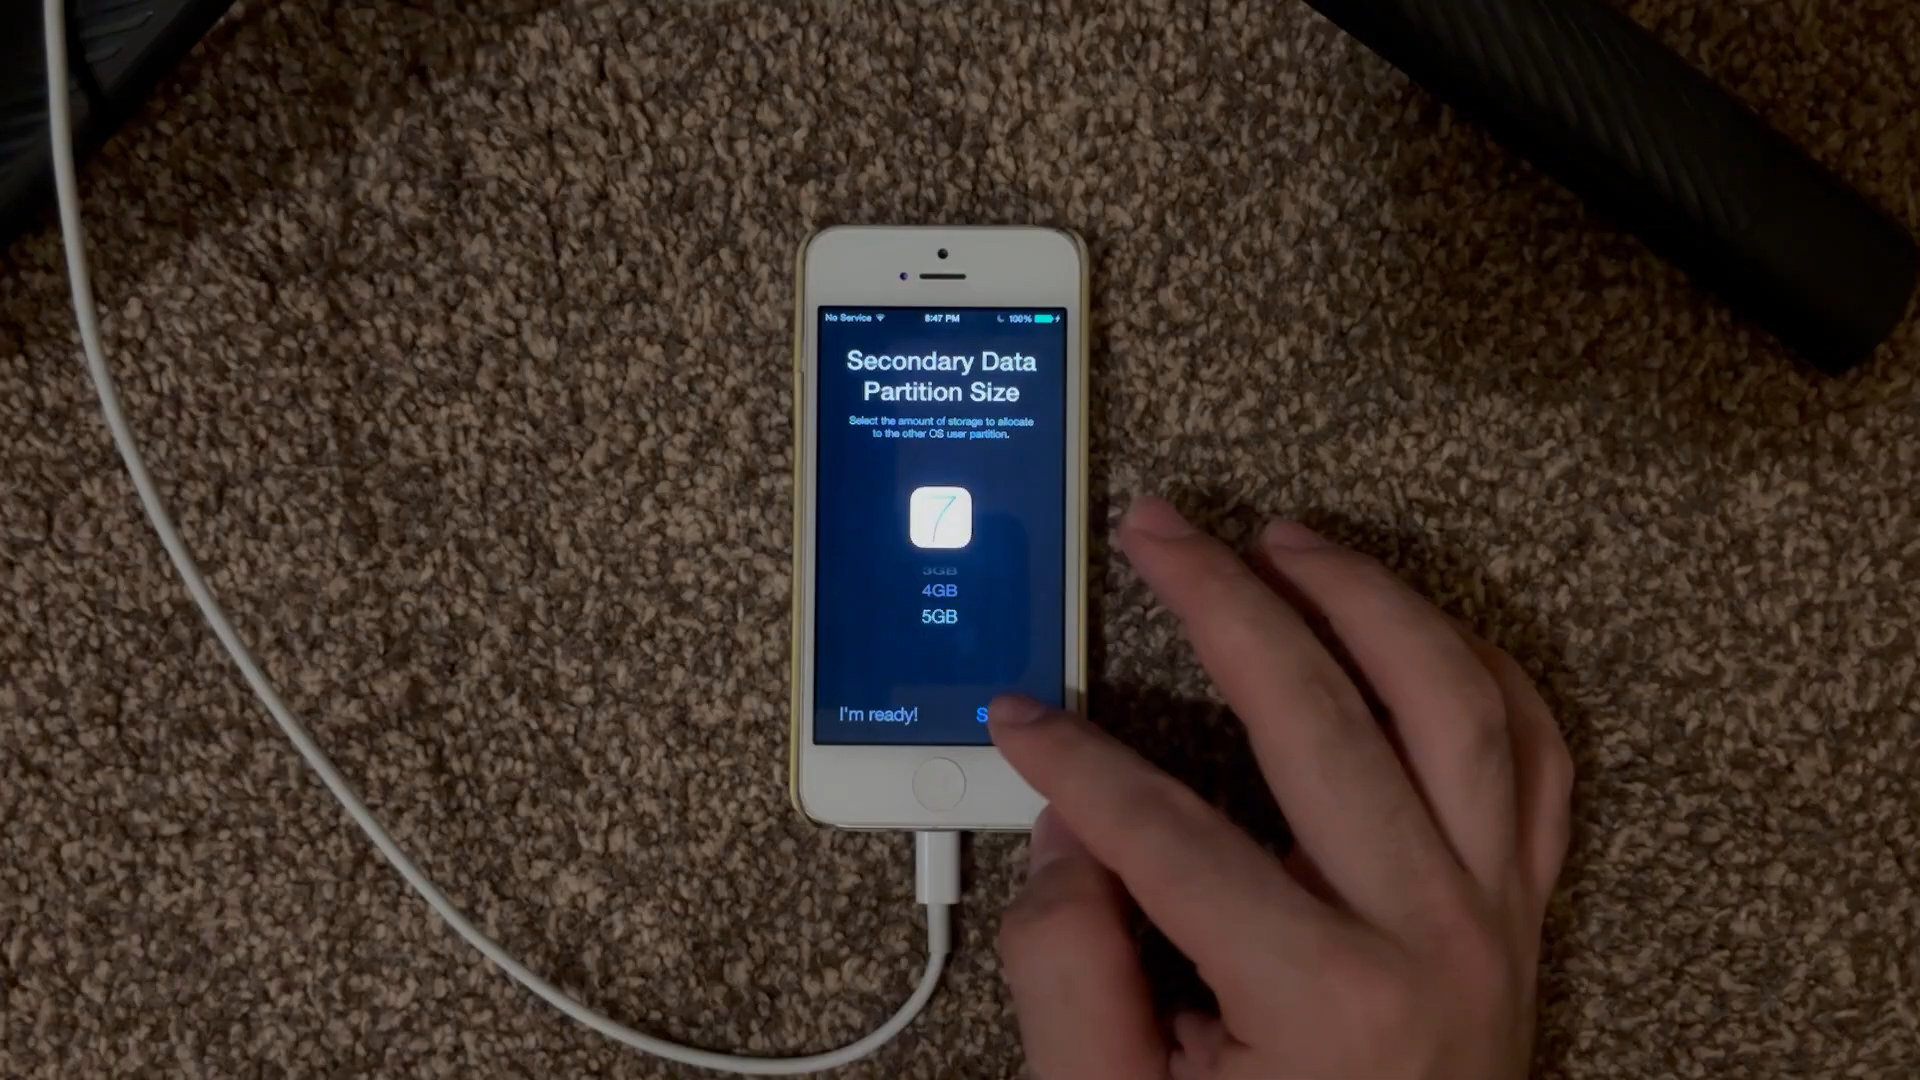 No Service 8:47 PM 100%
Secondary Data
Partition Size
Select the amount of storage to allocate
to the other OS user partition.
7
3GB
4GB
5GB
I'm ready! S